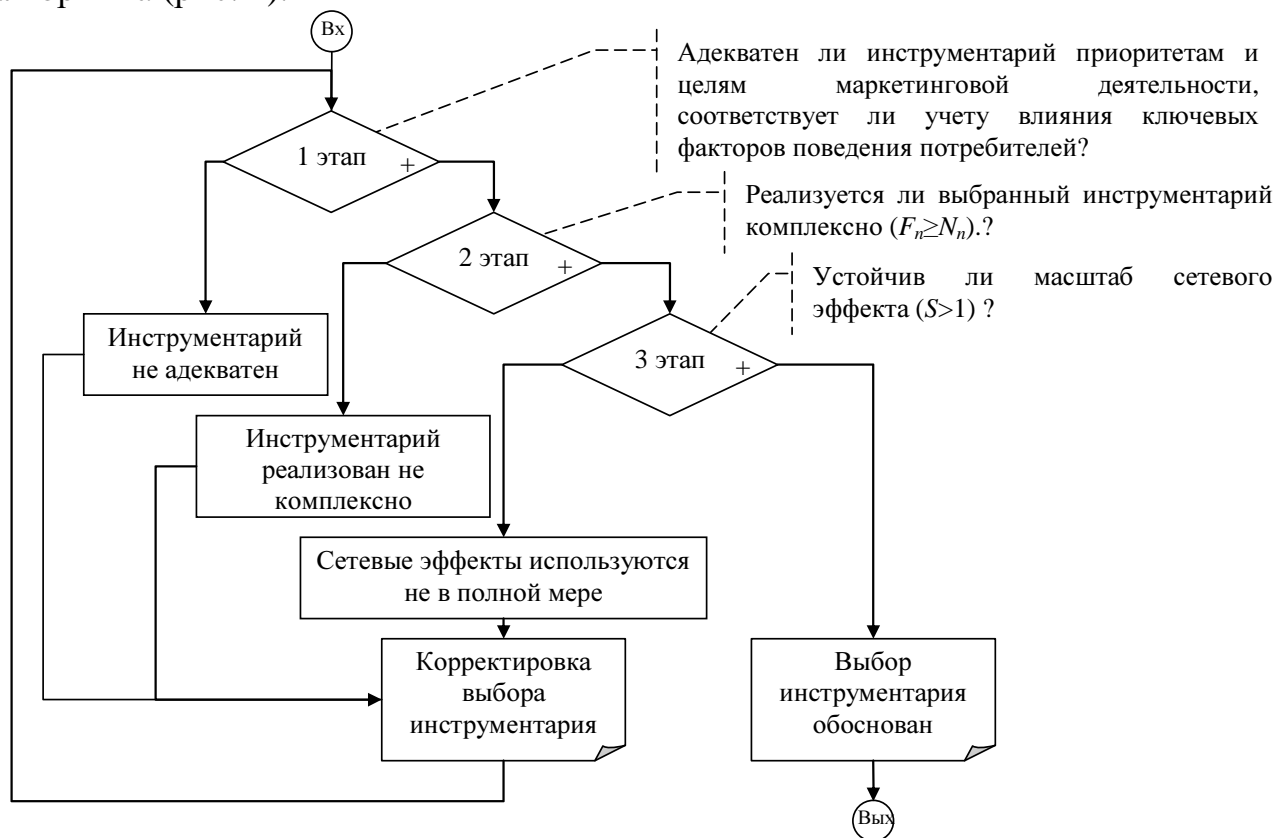 Вх
Адекватен ли инструментарий приоритетам и
целям маркетинговой деятельности,
соответствует ли учету влияния ключевых
факторов поведения потребителей?
1 этап
+
Реализуется ли выбранный инструментарий
комплексно (Fn≥Nn).?
2 этап
+
Устойчив ли масштаб сетевого
эффекта (S>1) ?
Инструментарий
не адекватен
3 этап
+
Инструментарий
реализован не
комплексно
Сетевые эффекты используются
не в полной мере
Корректировка
выбора
инструментария
Выбор
инструментария
обоснован
Вых